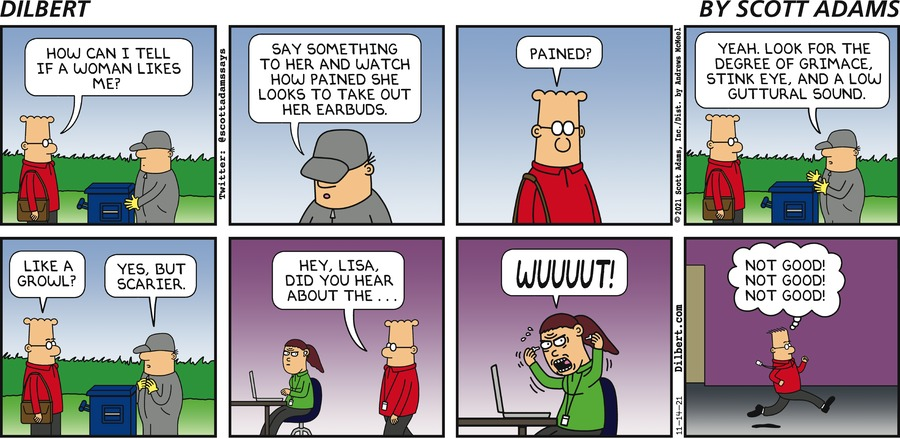 DILBERT
BY SCOTT ADAMS
HOW CAN I TELL
IF A WOMAN LIKES
ME?
Twitter: @scottadamssays
SAY SOMETHING
TO HER AND WATCH
HOW PAINED SHE
LOOKS TO TAKE OUT
HER EARBUDS.
PAINED?
© 2021 Scott Adams, Inc./Dist. by Andrews McMeel
YEAH. LOOK FOR THE
DEGREE OF GRIMACE,
STINK EYE, AND A LOW
GUTTURAL SOUND.
LIKE A
GROWL?
YES, BUT
SCARIER.
HEY, LISA,
DID YOU HEAR
ABOUT THE ...
WUUUUT!
11-14-21
Dilbert.com
NOT GOOD!
NOT GOOD!
NOT GOOD!